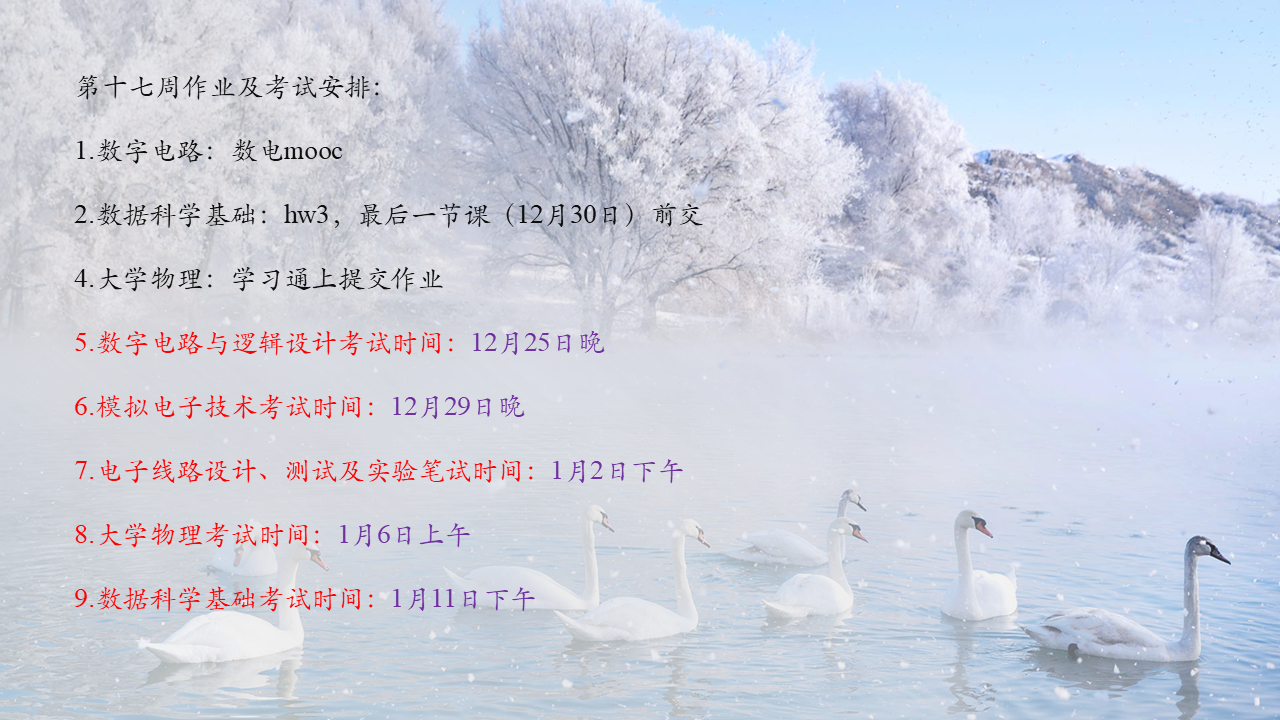 第十七周作业及考试安排：
1.数字电路：数电mooc
2.数据科学基础：hw3，最后一节课（12月30日）前交
4.大学物理：学习通上提交作业
5.数字电路与逻辑设计考试时间：12月25日晚
6.模拟电子技术考试时间：12月29日晚
7.电子线路设计、测试及实验笔试时间：1月2日下午
8.大学物理考试时间：1月6日上午
9.数据科学基础考试时间：1月11日下午